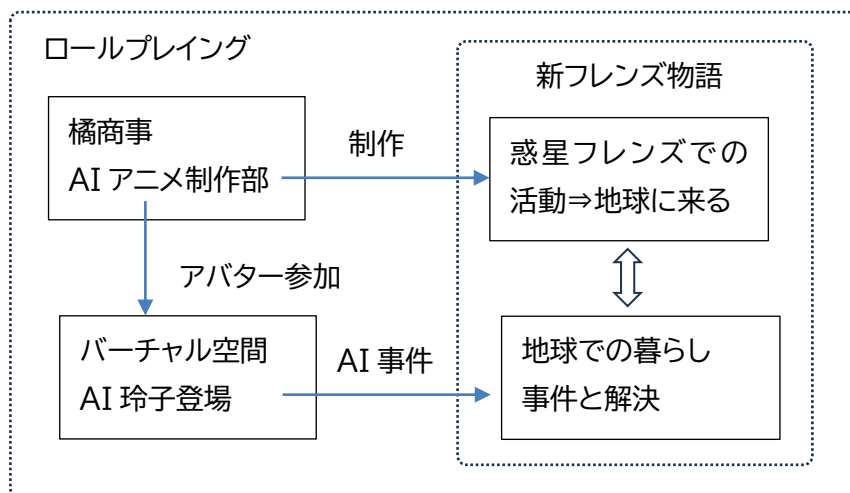 ロールプレイング
新フレンズ物語
橘商事
AI アニメ制作部
制作
惑星フレンズでの
活動⇒地球に来る
アバター参加
バーチャル空間
AI 玲子登場
AI 事件
地球での暮らし
事件と解決